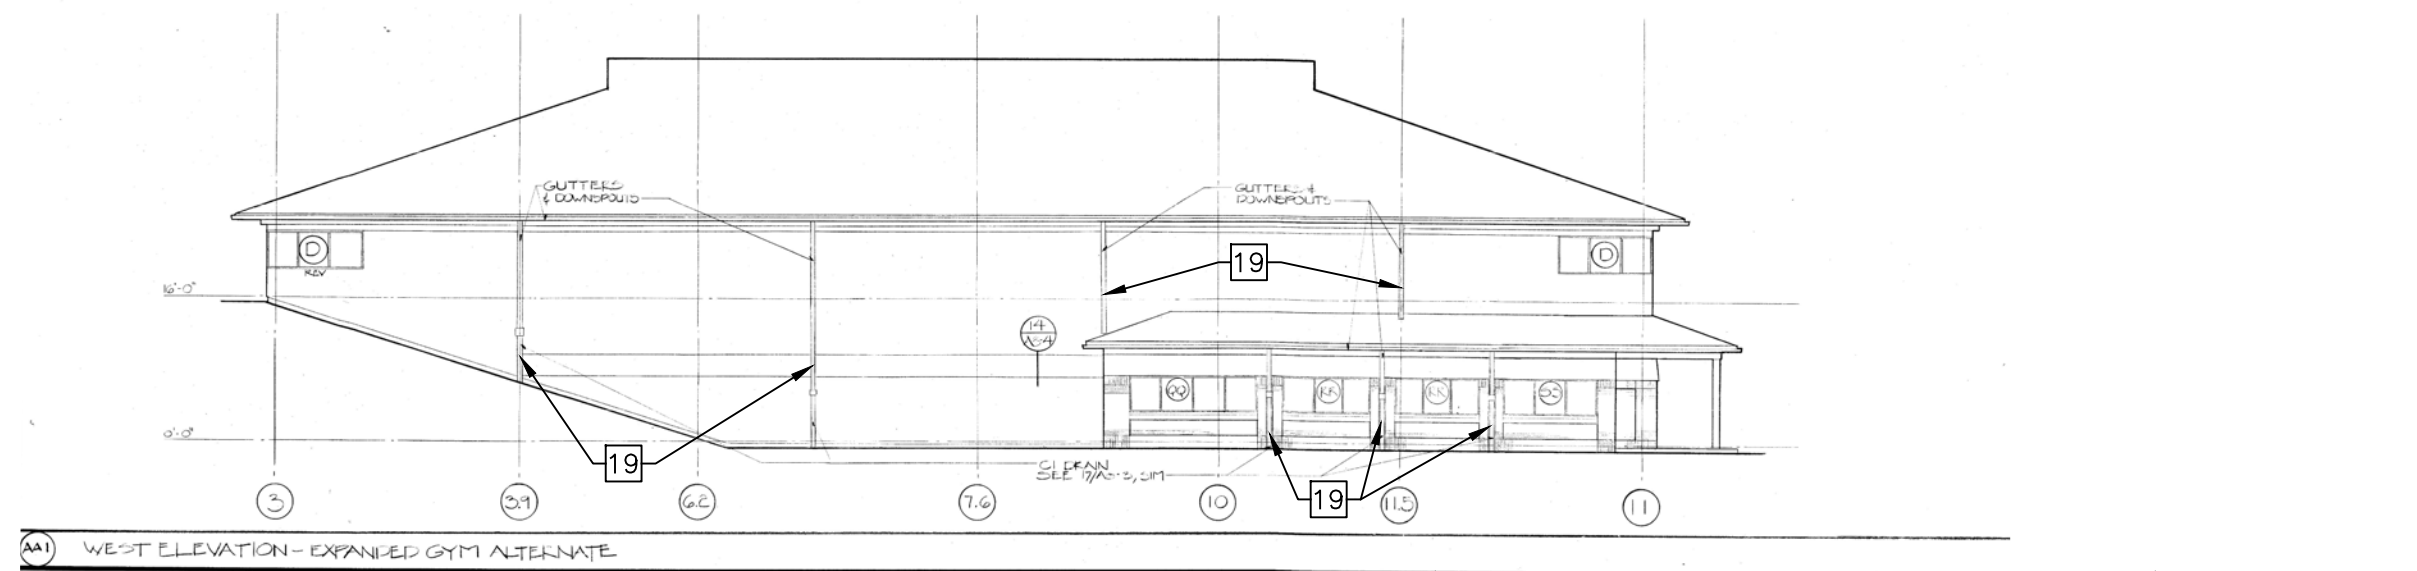 GUTTERS
& DOWNSPOUTS
GUTTERS &
DOWNSPOUTS
19
D
REV
D
16'-0"
14
QQ
RR
RR
SS
0'-0"
19
CI DRAIN
SEE 17/A5-3, SIM
19
3
3.9
6.2
7.6
10
11.5
11
AA1 WEST ELEVATION - EXPANDED GYM ALTERNATE